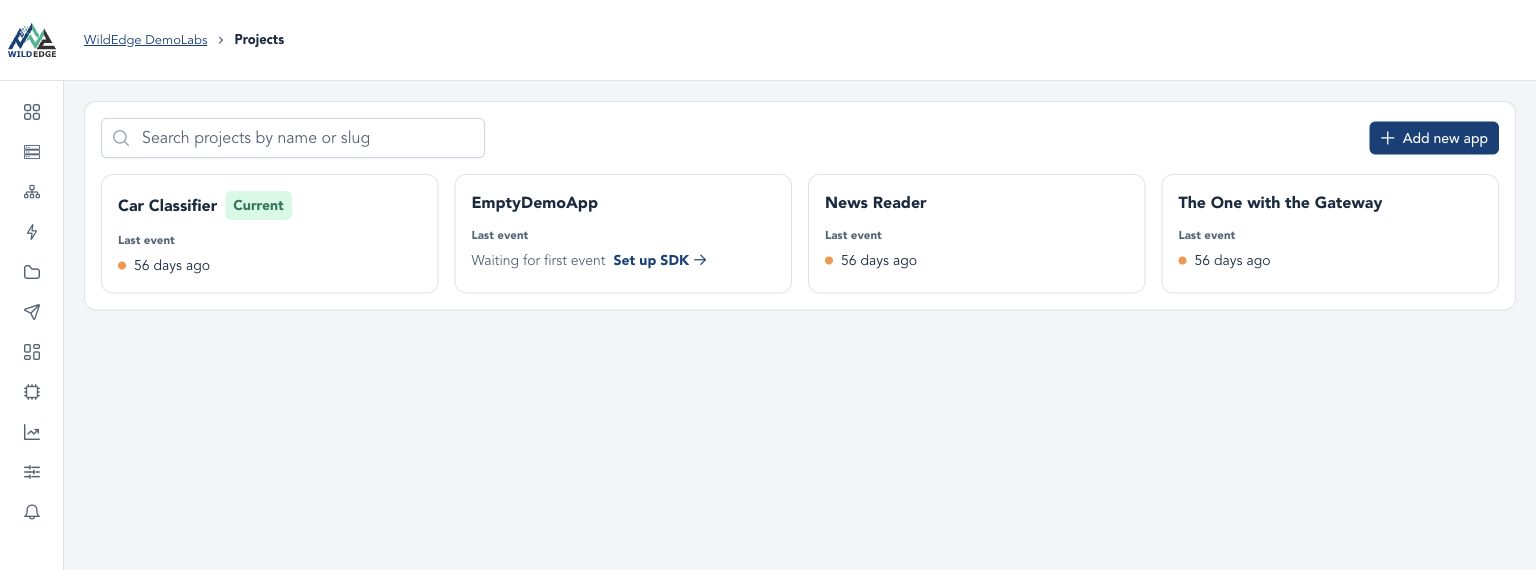 WILDEDGE
WildEdge DemoLabs > Projects
Search projects by name or slug
Add new app
Car Classifier Current
Last event
56 days ago
EmptyDemoApp
Last event
Waiting for first event Set up SDK →
News Reader
Last event
56 days ago
The One with the Gateway
Last event
56 days ago